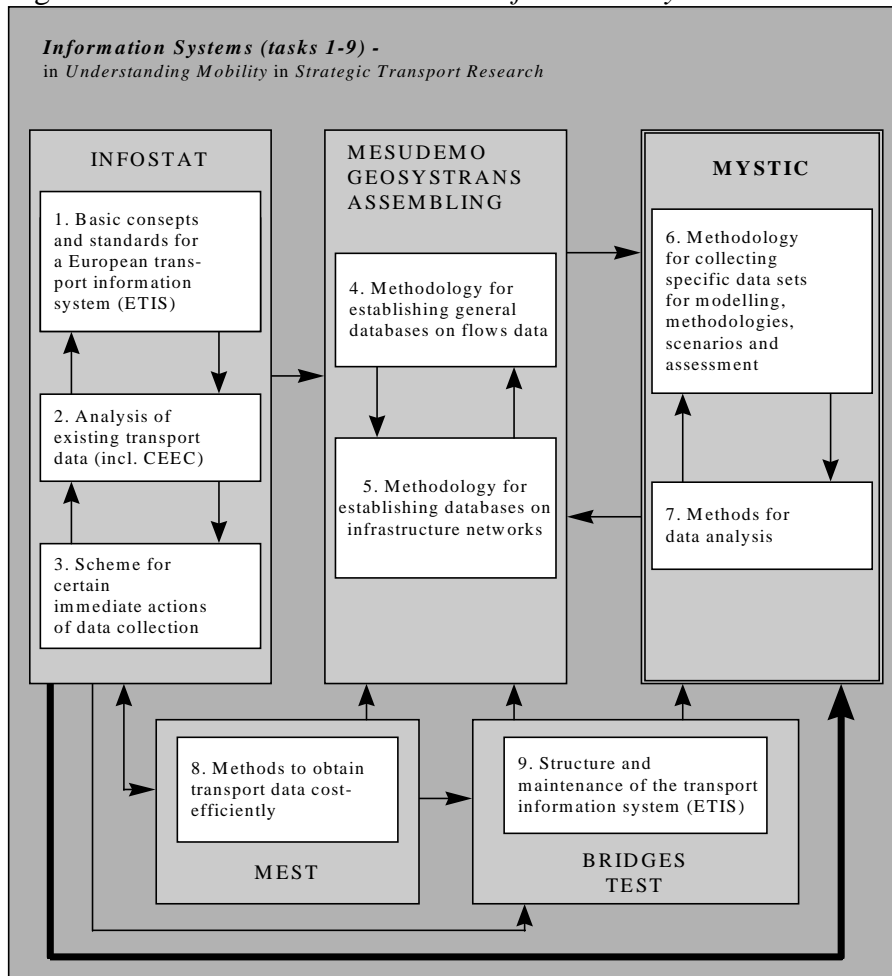 Information Systems (tasks 1-9) -
in Understanding Mobility in Strategic Transport Research
INFOSTAT
1. Basic consepts
and standards for
a European trans-
port information
system (ETIS)
2. Analysis of
existing transport
data (incl. CEEC)
3. Scheme for
certain
immediate actions
of data collection
MESUDEMO
GEOSYSTRANS
ASSEMBLING
4. Methodology for
establishing general
databases on flows data
5. Methodology for
establishing databases on
infrastructure networks
MYSTIC
6. Methodology
for collecting
specific data sets
for modelling,
methodologies,
scenarios and
assessment
7. Methods for
data analysis
8. Methods to obtain
transport data cost-
efficiently
MEST
9. Structure and
maintenance of the transport
information system (ETIS)
BRIDGES
TEST